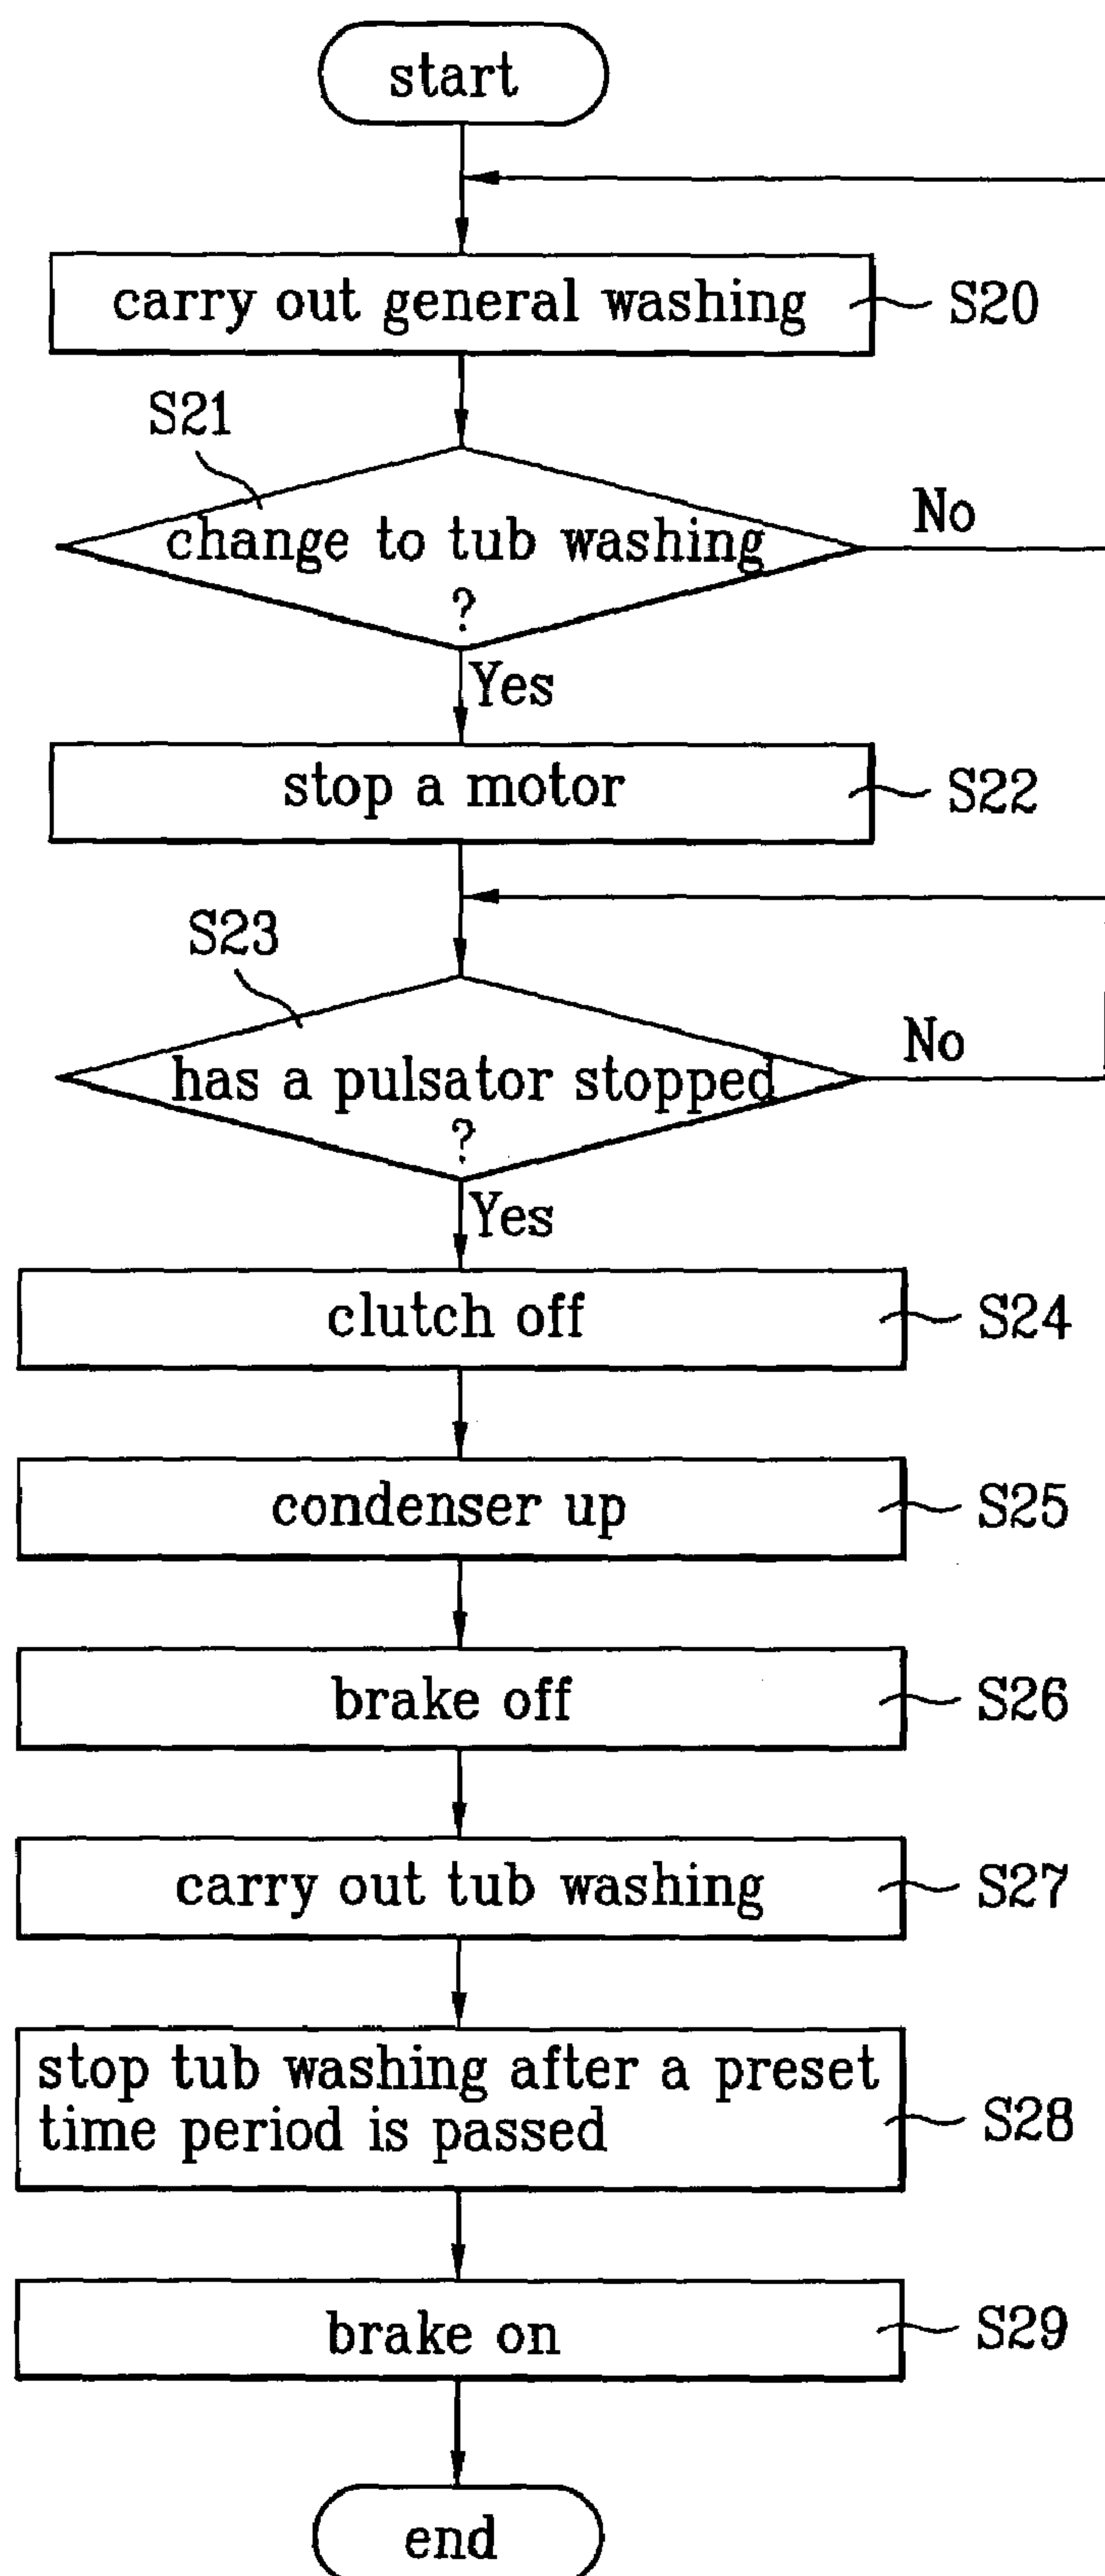 start
carry out general washing
S20
S21
change to tub washing
?
No
Yes
stop a motor
S22
S23
has a pulsator stopped
?
No
Yes
clutch off
S24
condenser up
S25
brake off
S26
carry out tub washing
S27
stop tub washing after a preset
time period is passed
S28
brake on
S29
end